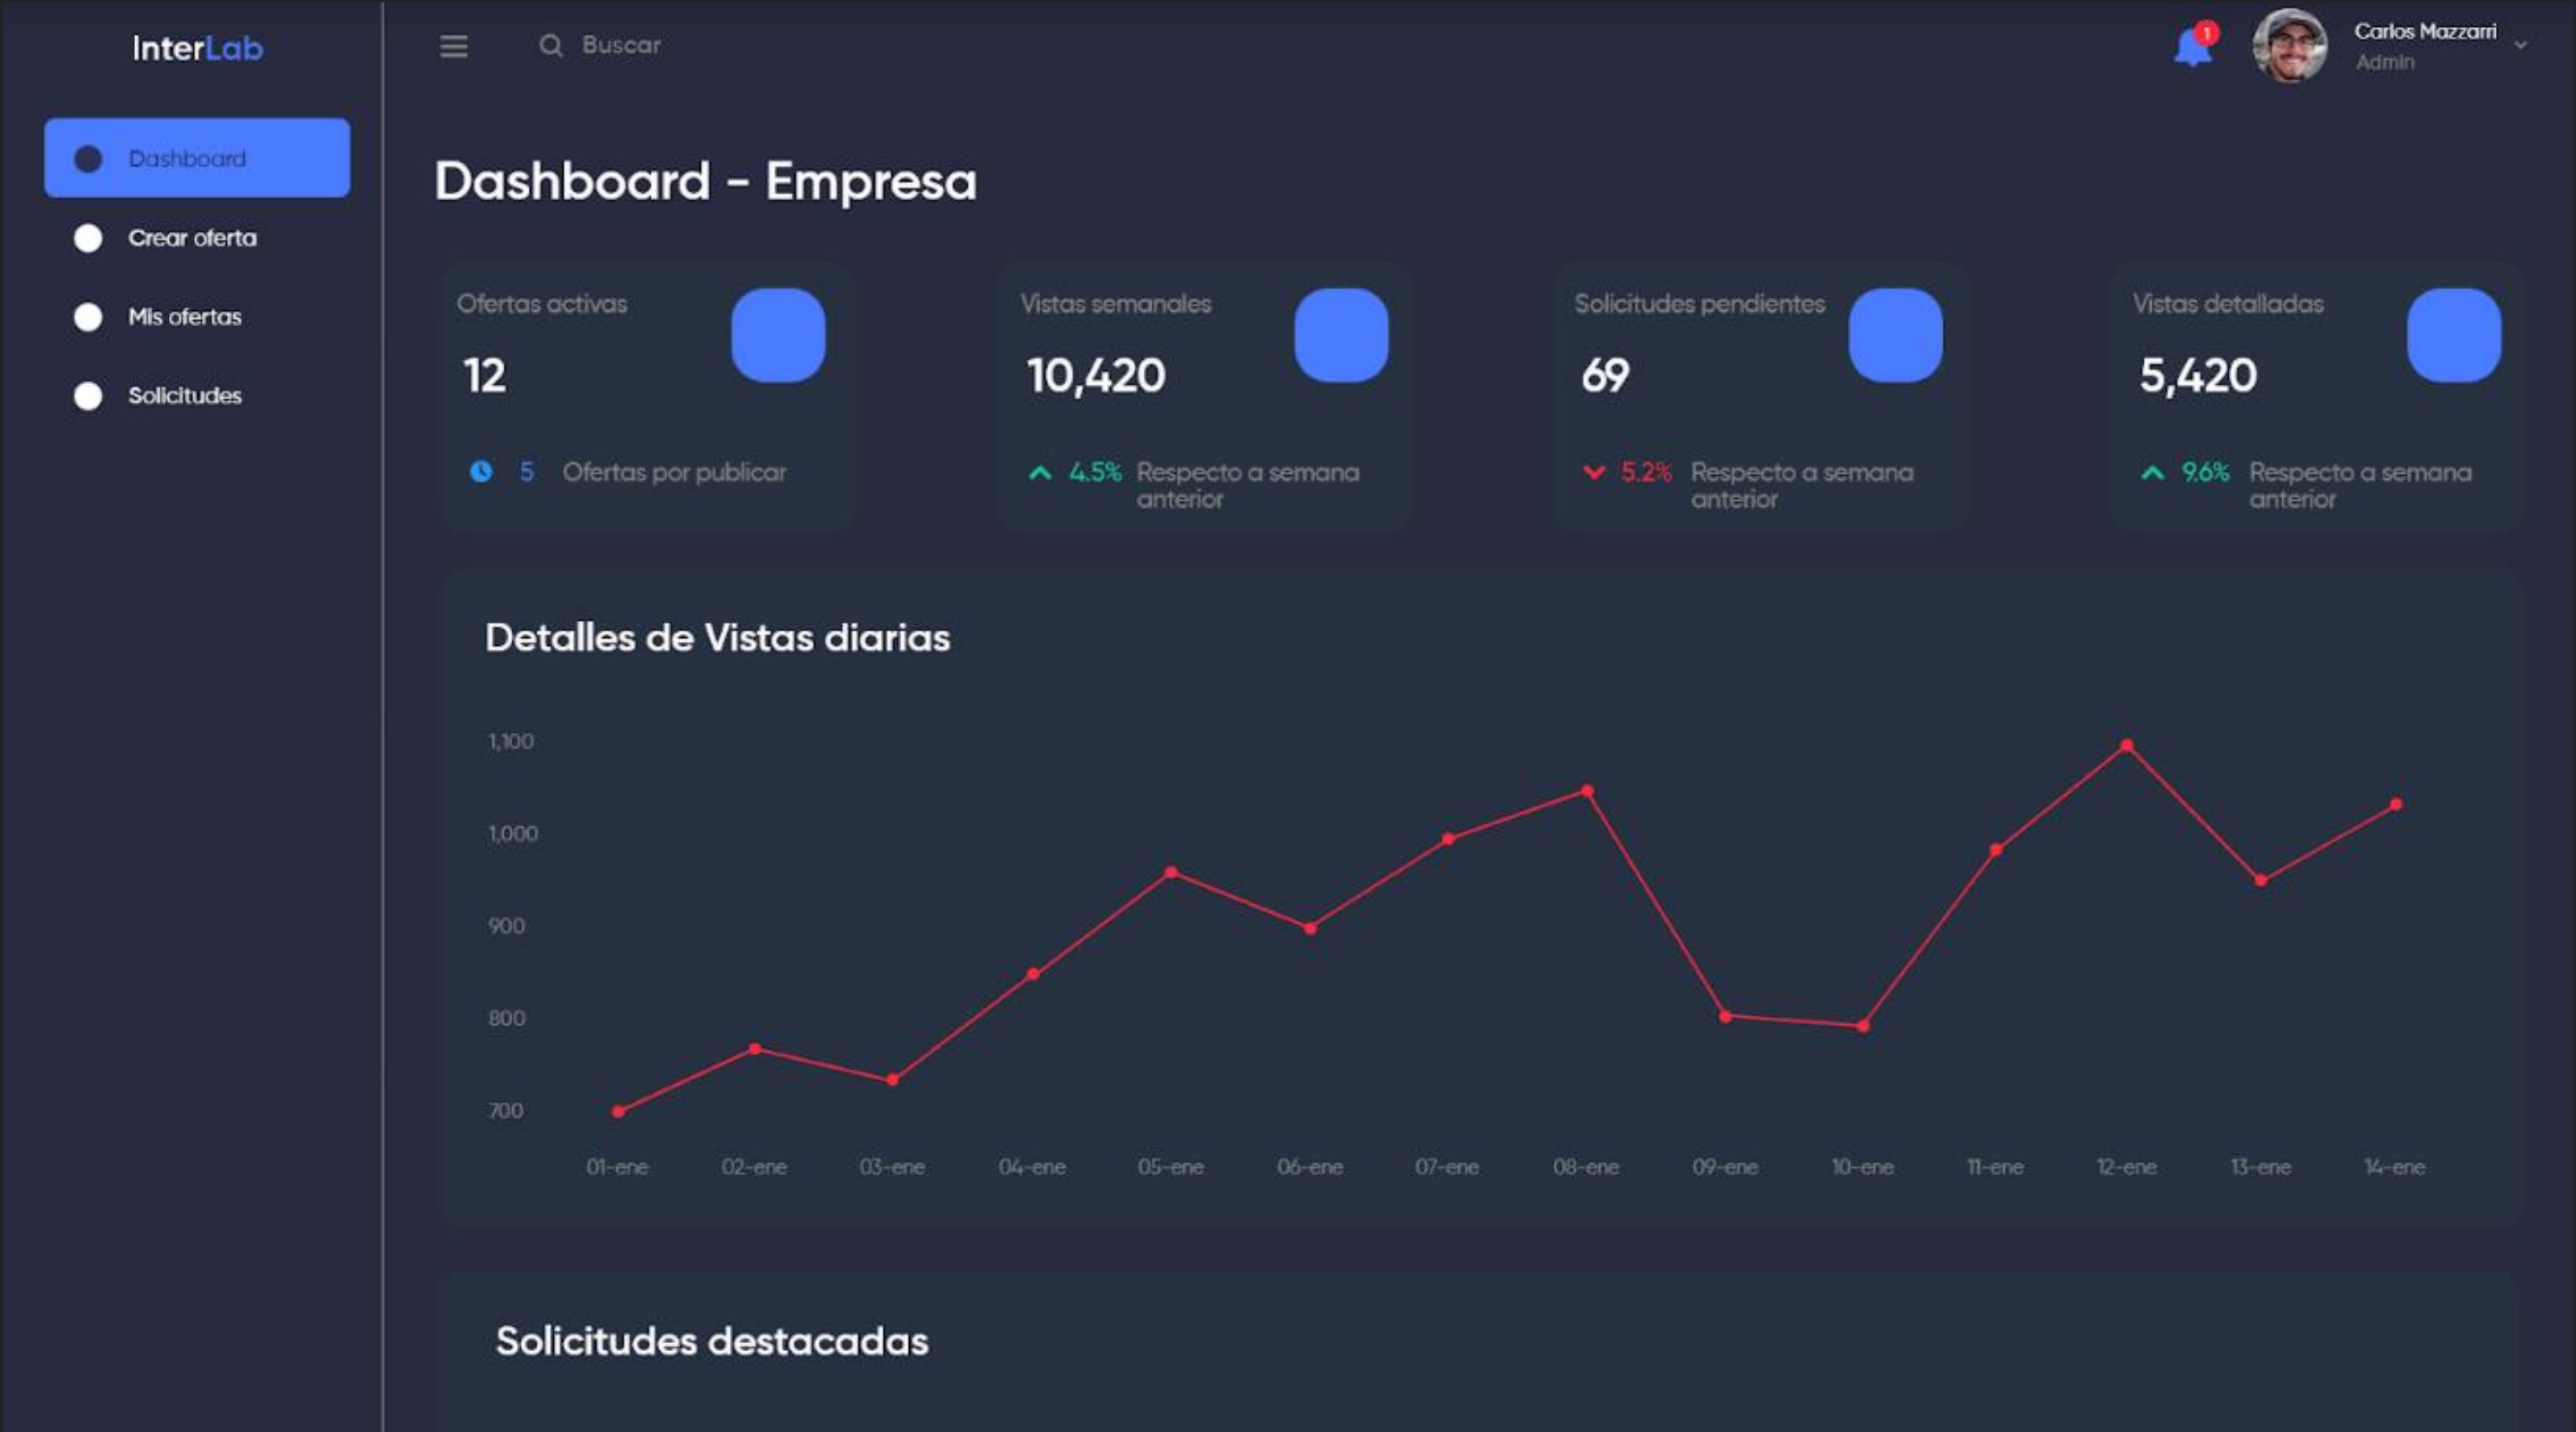 InterLab
Buscar
1
Carlos Mazzarri
Admin
Dashboard
Crear oferta
Mis ofertas
Solicitudes
Dashboard - Empresa
Ofertas activas
12
5 Ofertas por publicar
Vistas semanales
10,420
4.5% Respecto a semana
anterior
Solicitudes pendientes
69
5.2% Respecto a semana
anterior
Vistas detalladas
5,420
9.6% Respecto a semana
anterior
Detalles de Vistas diarias
1,100
1,000
900
800
700
01-ene 02-ene 03-ene 04-ene 05-ene 06-ene 07-ene 08-ene 09-ene 10-ene 11-ene 12-ene 13-ene 14-ene
Solicitudes destacadas